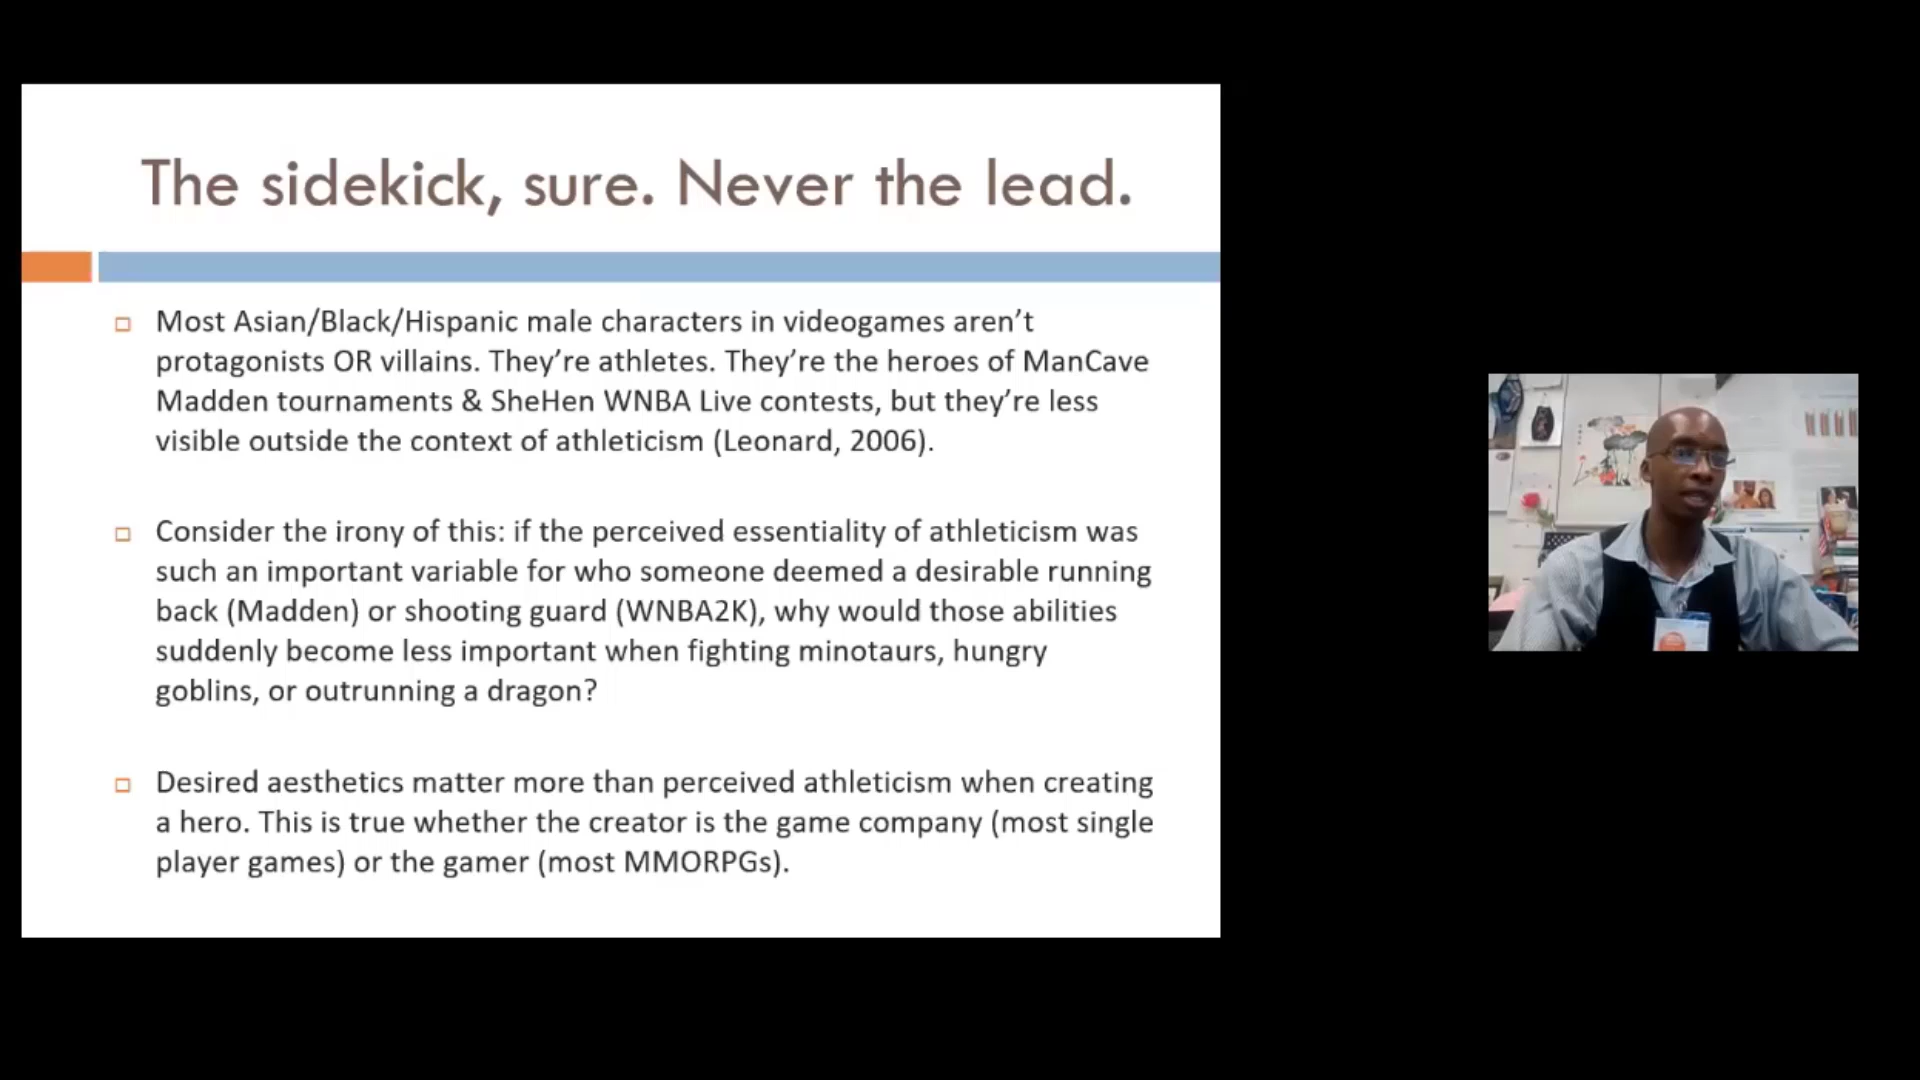 The sidekick, sure. Never the lead.
Most Asian/Black/Hispanic male characters in videogames aren’t
protagonists OR villains. They’re athletes. They’re the heroes of ManCave
Madden tournaments & SheHen WNBA Live contests, but they’re less
visible outside the context of athleticism (Leonard, 2006).
Consider the irony of this: if the perceived essentiality of athleticism was
such an important variable for who someone deemed a desirable running
back (Madden) or shooting guard (WNBA2K), why would those abilities
suddenly become less important when fighting minotaurs, hungry
goblins, or outrunning a dragon?
Desired aesthetics matter more than perceived athleticism when creating
a hero. This is true whether the creator is the game company (most single
player games) or the gamer (most MMORPGs).